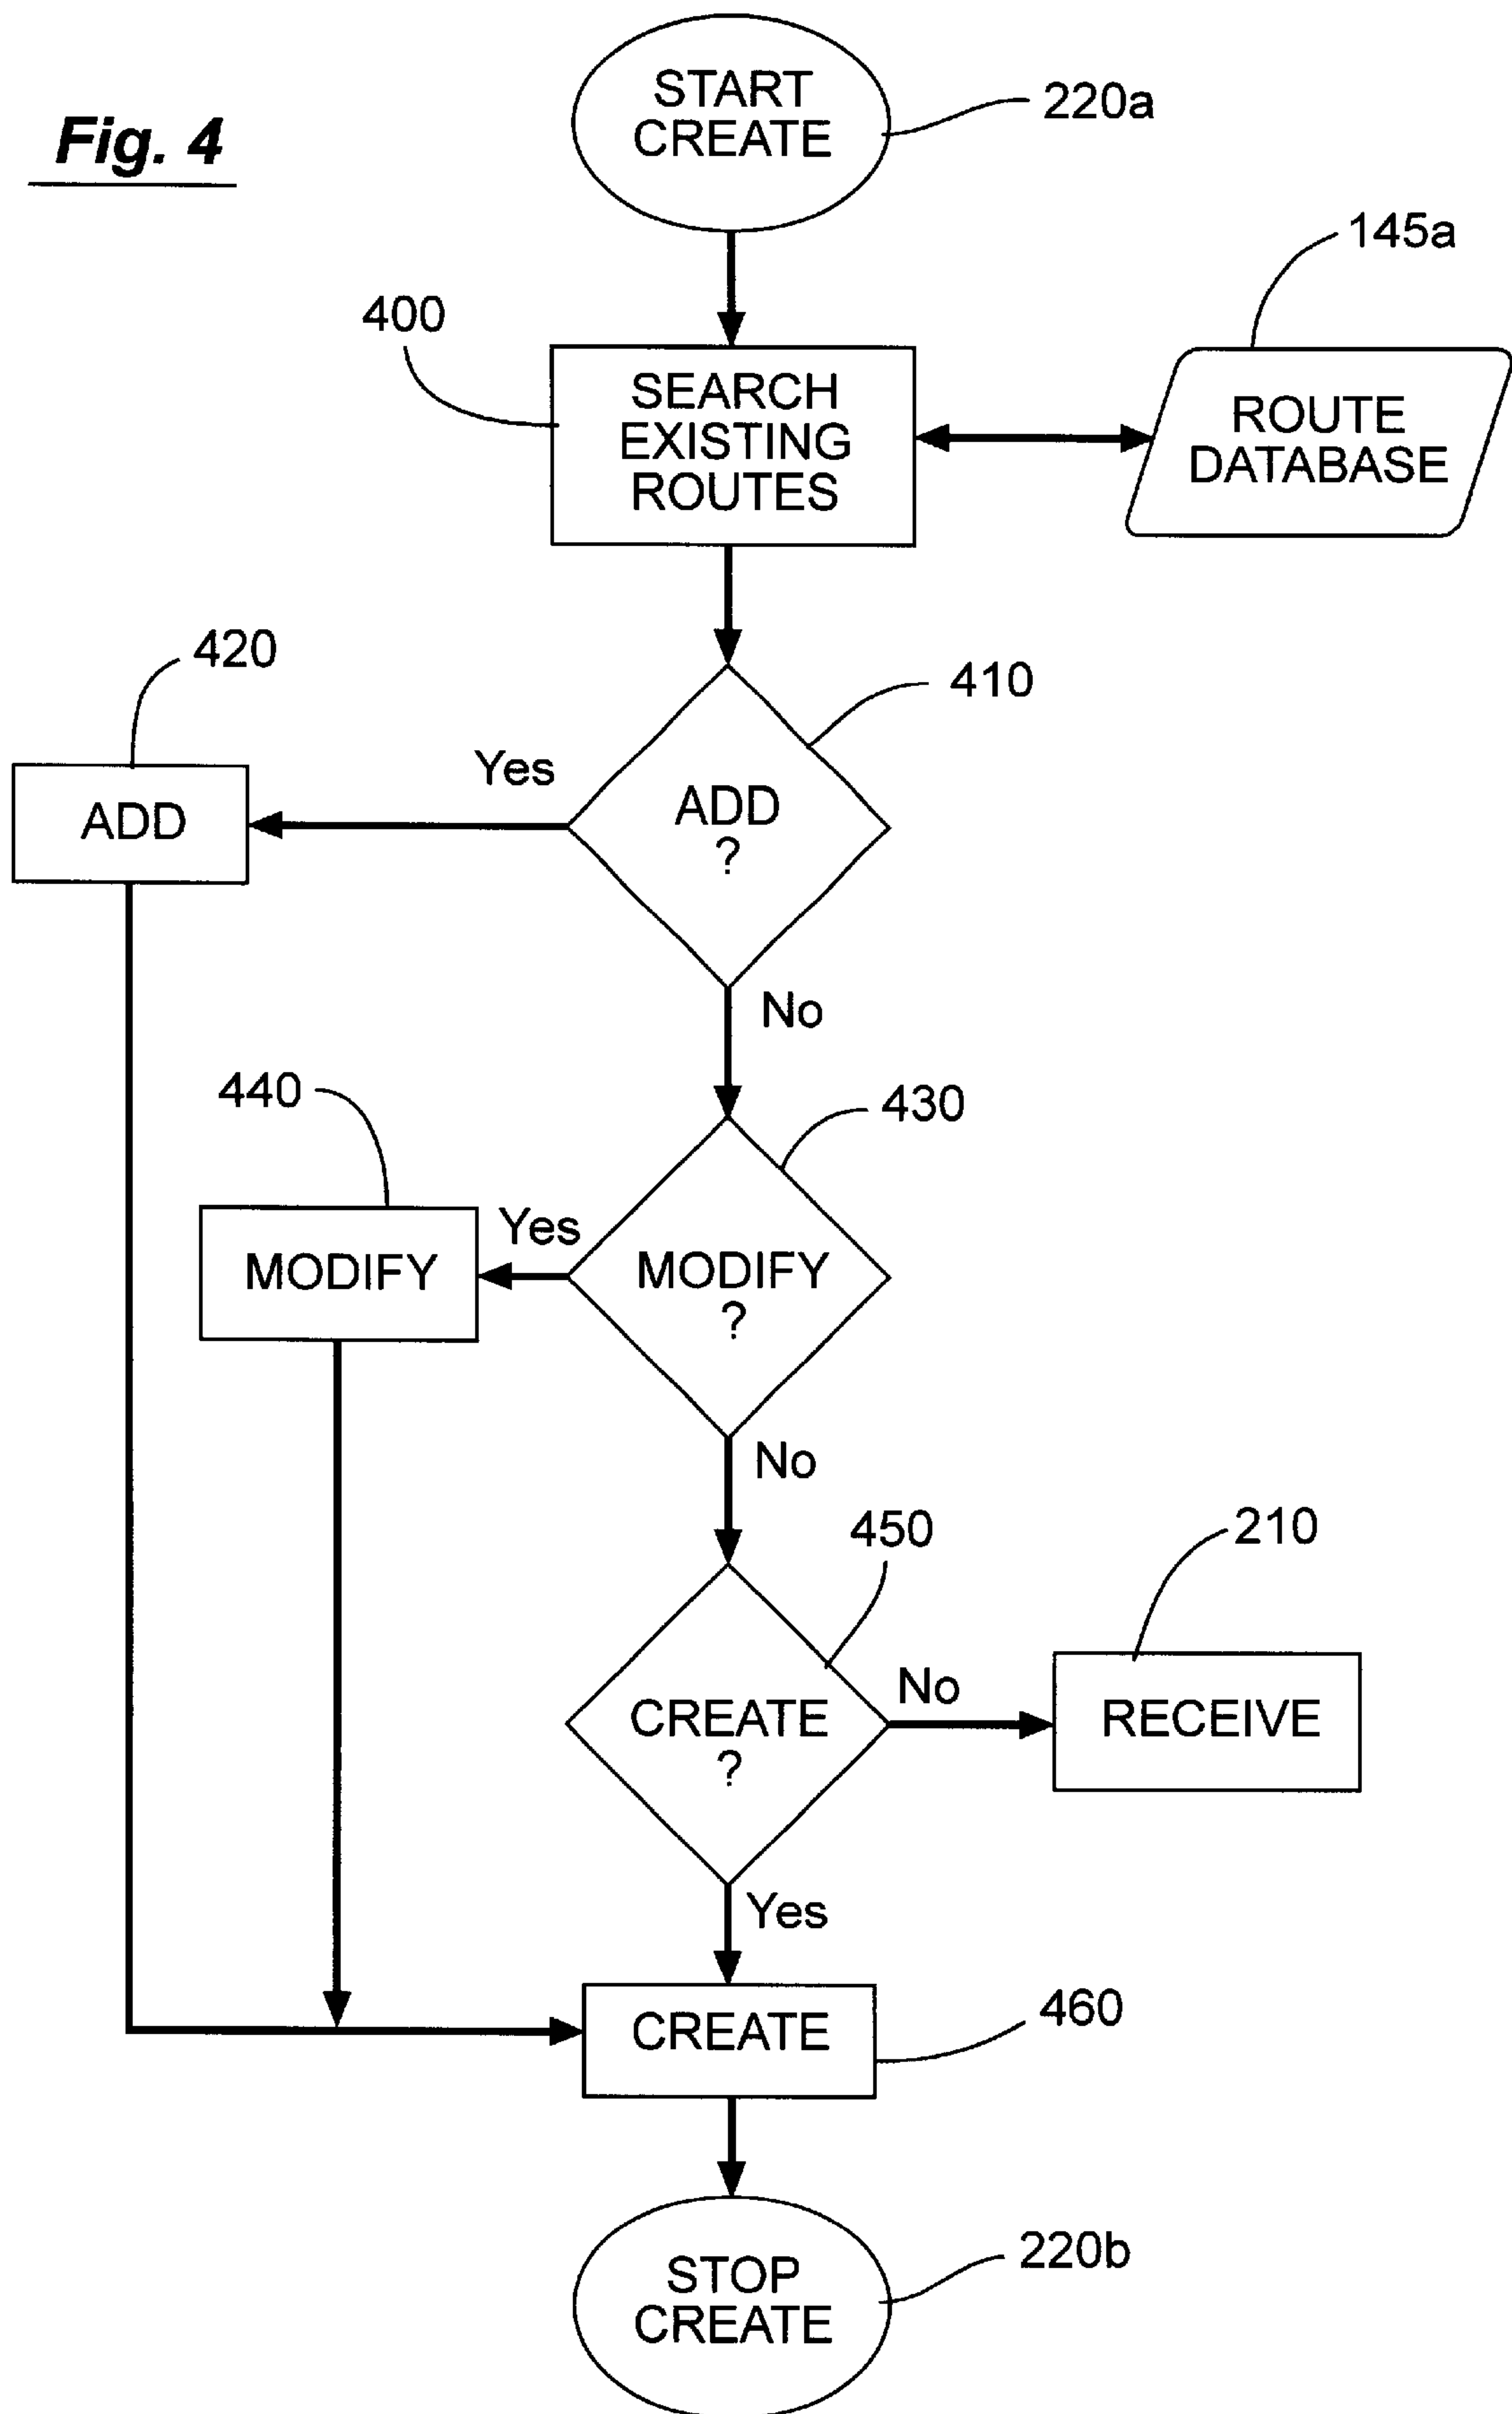 Fig. 4
START
CREATE
220a
145a
400
SEARCH
EXISTING
ROUTES
ROUTE
DATABASE
420
410
Yes
ADD
ADD
?
No
440
430
Yes
MODIFY
MODIFY
?
No
450
210
No
CREATE
?
RECEIVE
Yes
460
CREATE
220b
STOP
CREATE